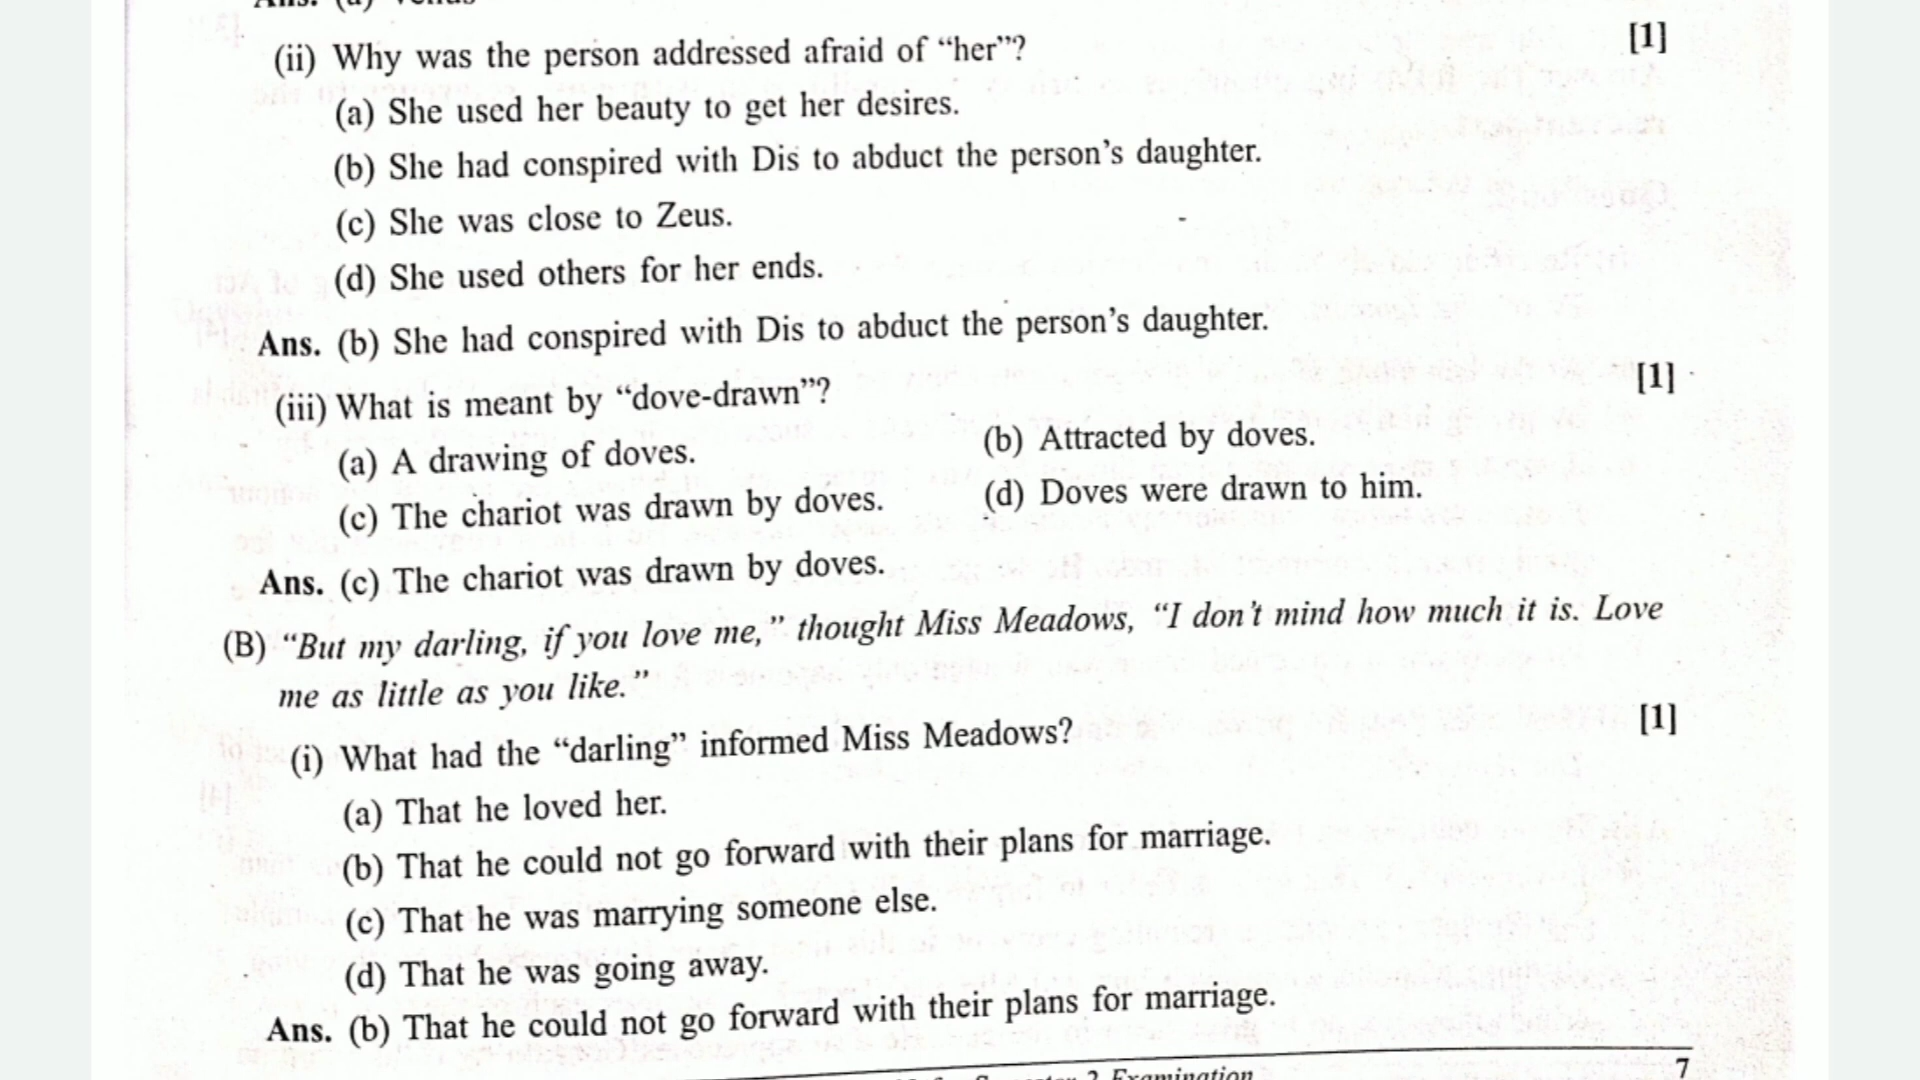 Ans. (a) Venus
(ii) Why was the person addressed afraid of “her”? [1]
(a) She used her beauty to get her desires.
(b) She had conspired with Dis to abduct the person’s daughter.
(c) She was close to Zeus.
(d) She used others for her ends.
Ans. (b) She had conspired with Dis to abduct the person’s daughter.
(iii) What is meant by “dove-drawn”? [1]
(a) A drawing of doves. (b) Attracted by doves.
(c) The chariot was drawn by doves. (d) Doves were drawn to him.
Ans. (c) The chariot was drawn by doves.
(B) “But my darling, if you love me,” thought Miss Meadows, “I don’t mind how much it is. Love
me as little as you like.”
(i) What had the “darling” informed Miss Meadows? [1]
(a) That he loved her.
(b) That he could not go forward with their plans for marriage.
(c) That he was marrying someone else.
(d) That he was going away.
Ans. (b) That he could not go forward with their plans for marriage.
2 Examination 7